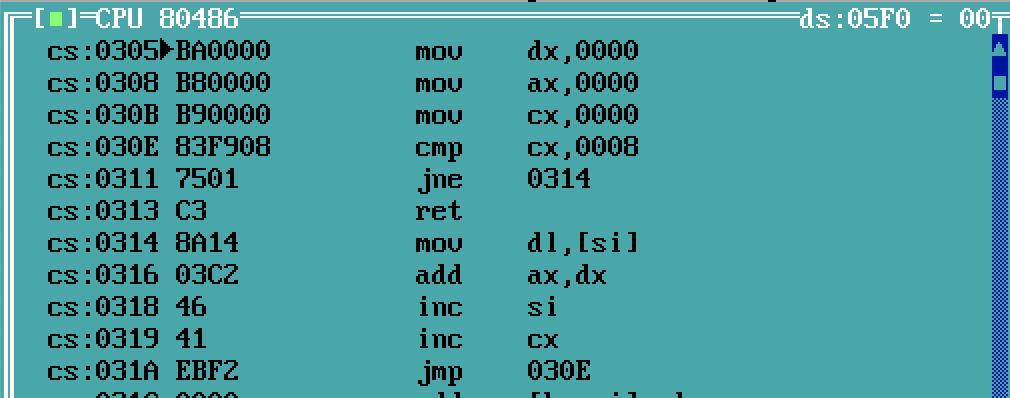 [■]=CPU 80486 ds:05F0 = 00
cs:0305▶BA0000 mov dx,0000
cs:0308 B80000 mov ax,0000
cs:030B B90000 mov cx,0000
cs:030E 83F908 cmp cx,0008
cs:0311 7501 jne 0314
cs:0313 C3 ret
cs:0314 8A14 mov dl,[si]
cs:0316 03C2 add ax,dx
cs:0318 46 inc si
cs:0319 41 inc cx
cs:031A EBF2 jmp 030E